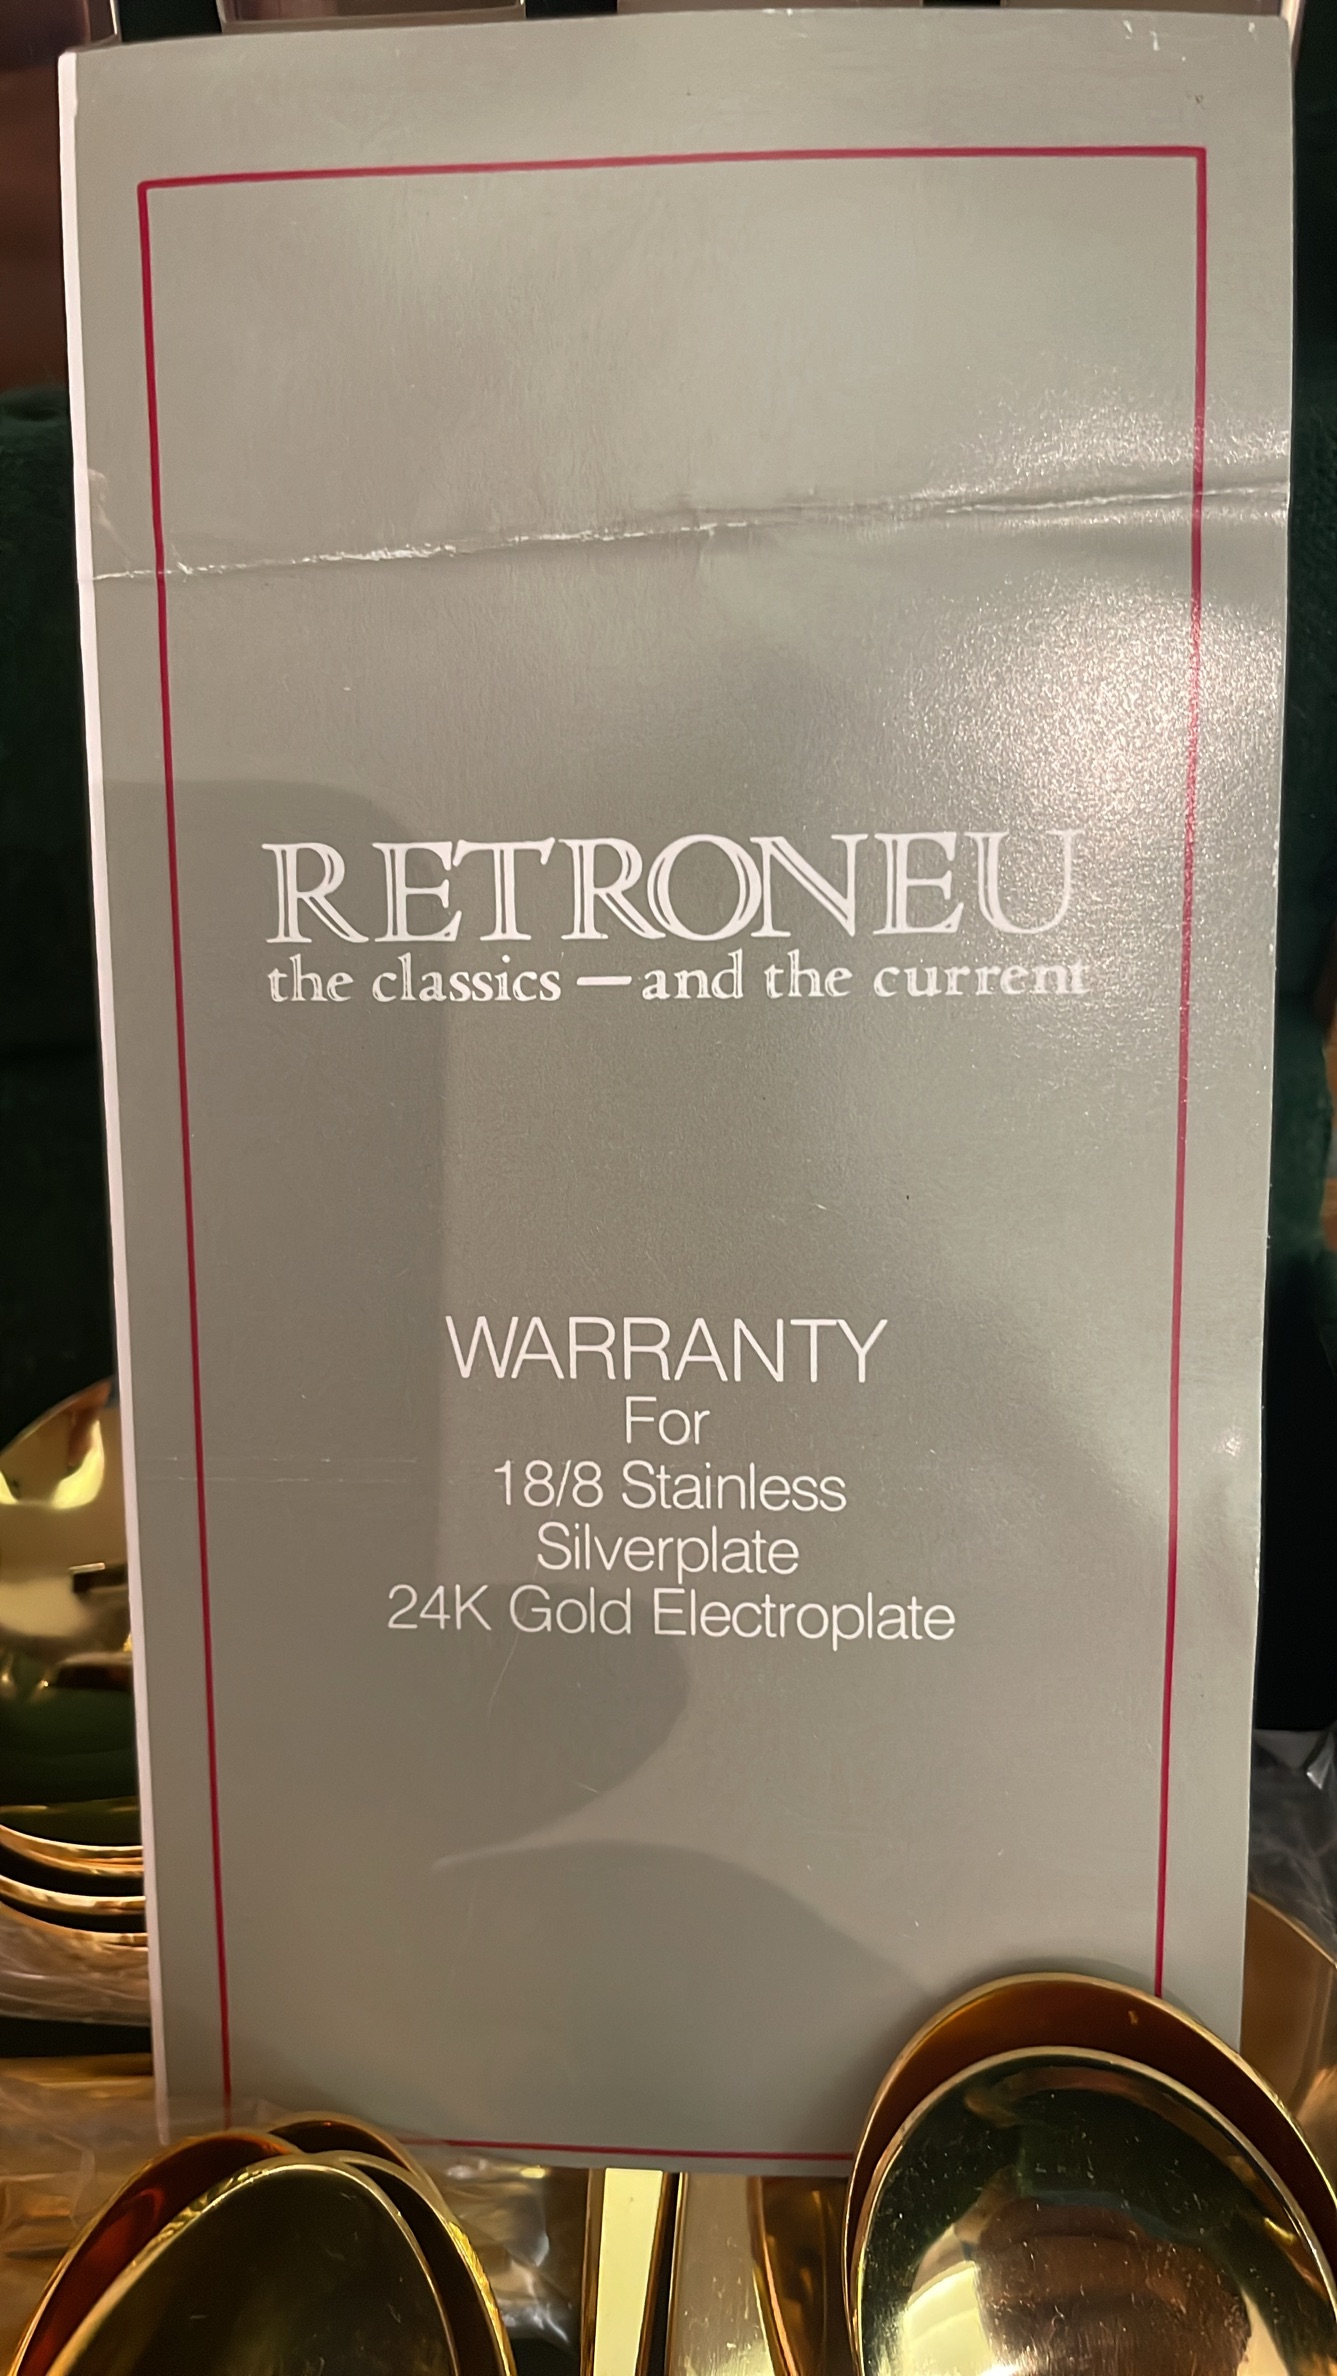 RETRONEU
the classics — and the current
WARRANTY
For
18/8 Stainless
Silverplate
24K Gold Electroplate